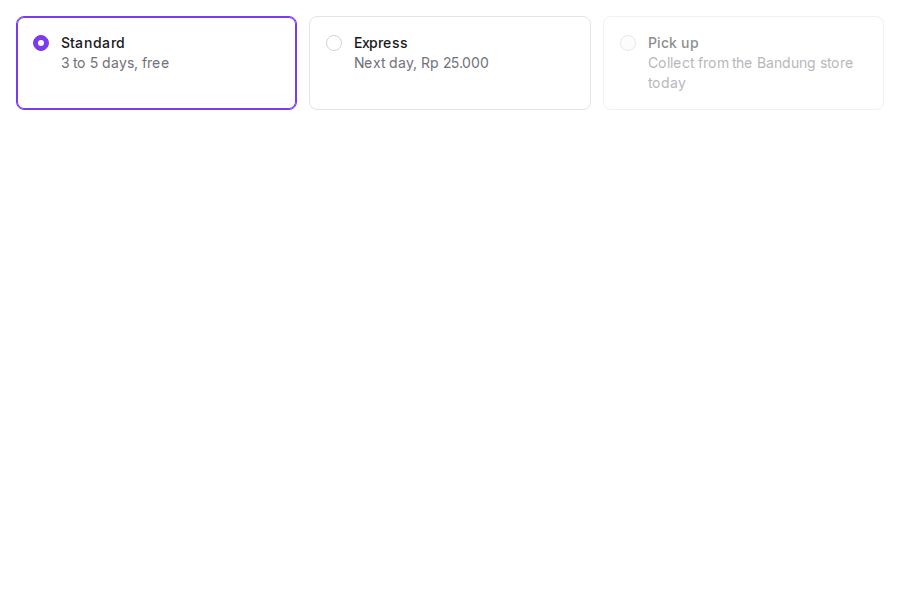 Standard
3 to 5 days, free
Express
Next day, Rp 25.000
Pick up
Collect from the Bandung store
today